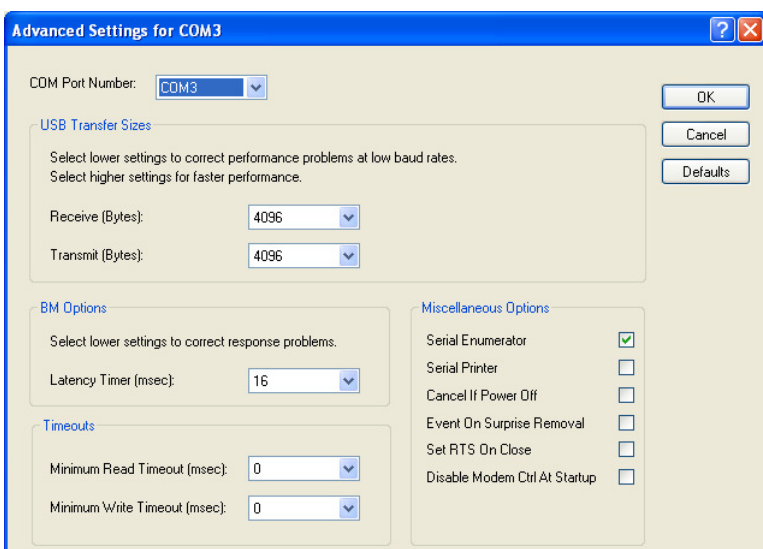 Advanced Settings for COM3
COM Port Number: COM3
OK
Cancel
Defaults
USB Transfer Sizes
Select lower settings to correct performance problems at low baud rates.
Select higher settings for faster performance.
Receive (Bytes): 4096
Transmit (Bytes): 4096
BM Options
Select lower settings to correct response problems.
Latency Timer (msec): 16
Timeouts
Minimum Read Timeout (msec): 0
Minimum Write Timeout (msec): 0
Miscellaneous Options
Serial Enumerator
Serial Printer
Cancel If Power Off
Event On Surprise Removal
Set RTS On Close
Disable Modem Ctrl At Startup